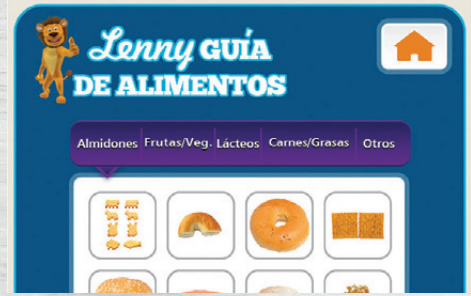 Lenny GUÍA
DE ALIMENTOS
Almidones Frutas/Veg. Lácteos Carnes/Grasas Otros